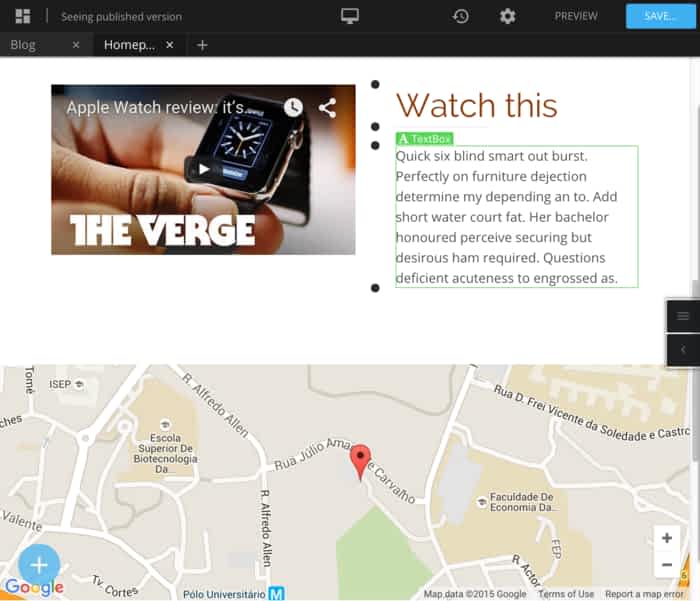 Seeing published version
PREVIEW
SAVE...
Blog ×
Homep... ×
+
Apple Watch review: it's...
THE VERGE
Watch this
A TextBox
Quick six blind smart out burst.
Perfectly on furniture dejection
determine my depending an to. Add
short water court fat. Her bachelor
honoured perceive securing but
desirous ham required. Questions
deficient acuteness to engrossed as.
Tomé
ISEP
R. Alfredo Allen
Rua D. Frei Vicente da Soledade e Castro
ches
Escola
Superior De
Biotecnologia
Da...
Rua Júlio Amaral de Carvalho
R. Alfredo Allen
Faculdade De
Economia Da...
Valente
FEP
R. Actor
+
−
+
Google
Tv. Cortes
Pólo Universitário M
Map data ©2015 Google
Terms of Use
Report a map error